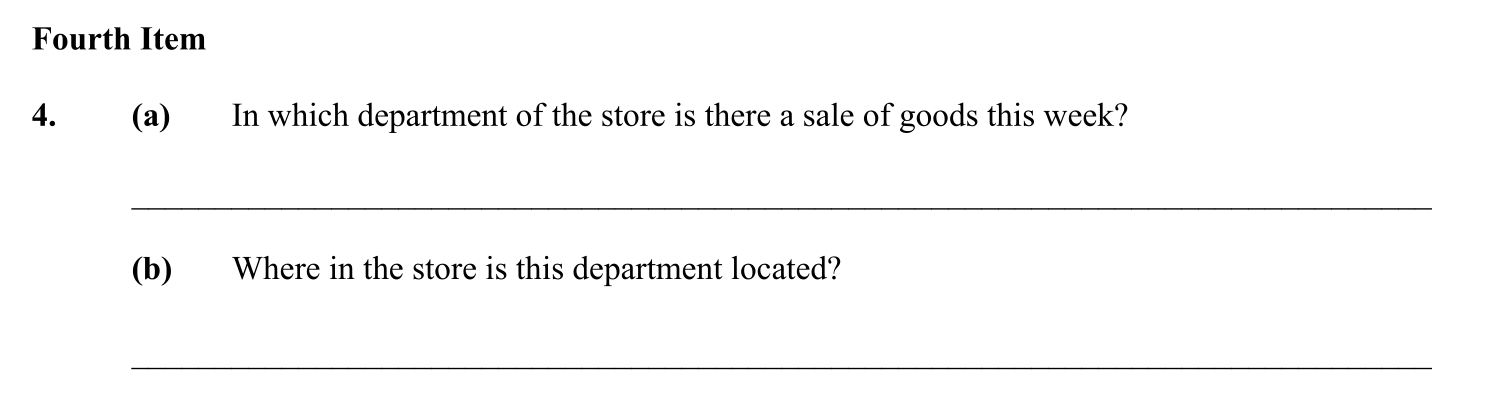 Fourth Item
4. (a) In which department of the store is there a sale of goods this week?
(b) Where in the store is this department located?